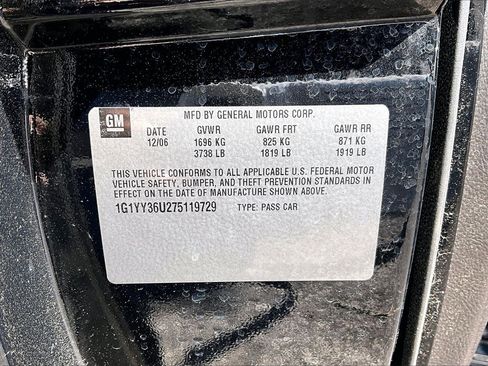 MFD BY GENERAL MOTORS CORP.
GM
DATE GVWR GAWR FRT GAWR RR
12/06 1696 KG 825 KG 871 KG
3738 LB 1819 LB 1919 LB
THIS VEHICLE CONFORMS TO ALL APPLICABLE U.S. FEDERAL MOTOR
VEHICLE SAFETY, BUMPER, AND THEFT PREVENTION STANDARDS IN
EFFECT ON THE DATE OF MANUFACTURE SHOWN ABOVE.
1G1YY36U275119729 TYPE: PASS CAR